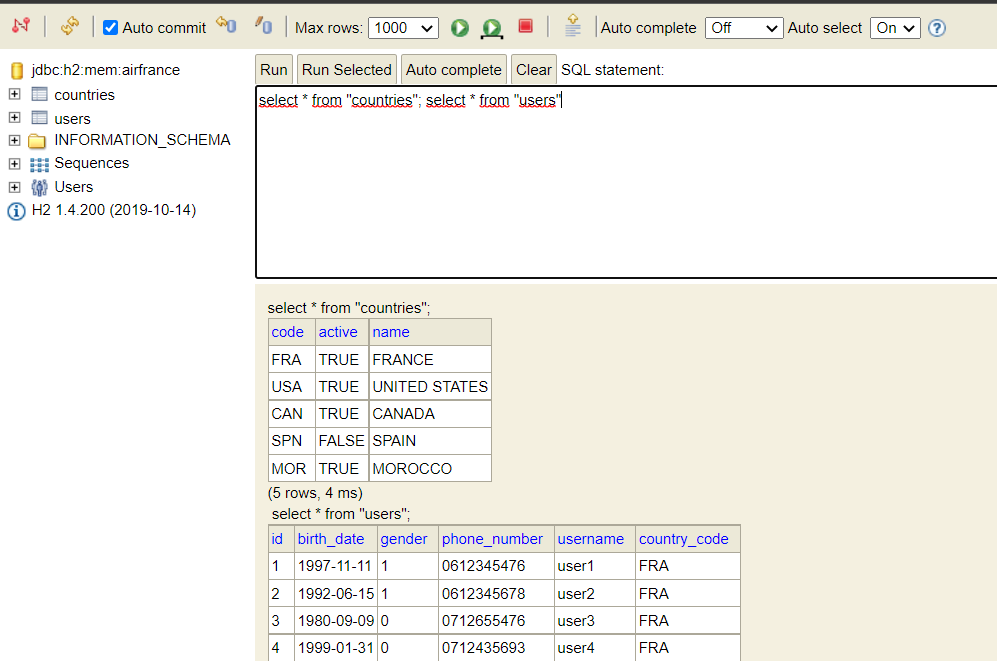 Auto commit Max rows: 1000 Auto complete Off Auto select On ?
jdbc:h2:mem:airfrance
countries
users
INFORMATION_SCHEMA
Sequences
Users
H2 1.4.200 (2019-10-14)
Run Run Selected Auto complete Clear SQL statement:
select * from "countries"; select * from "users"
select * from "countries";
code active name
FRA TRUE FRANCE
USA TRUE UNITED STATES
CAN TRUE CANADA
SPN FALSE SPAIN
MOR TRUE MOROCCO
(5 rows, 4 ms)
select * from "users";
id birth_date gender phone_number username country_code
1 1997-11-11 1 0612345476 user1 FRA
2 1992-06-15 1 0612345678 user2 FRA
3 1980-09-09 0 0712655476 user3 FRA
4 1999-01-31 0 0712435693 user4 FRA